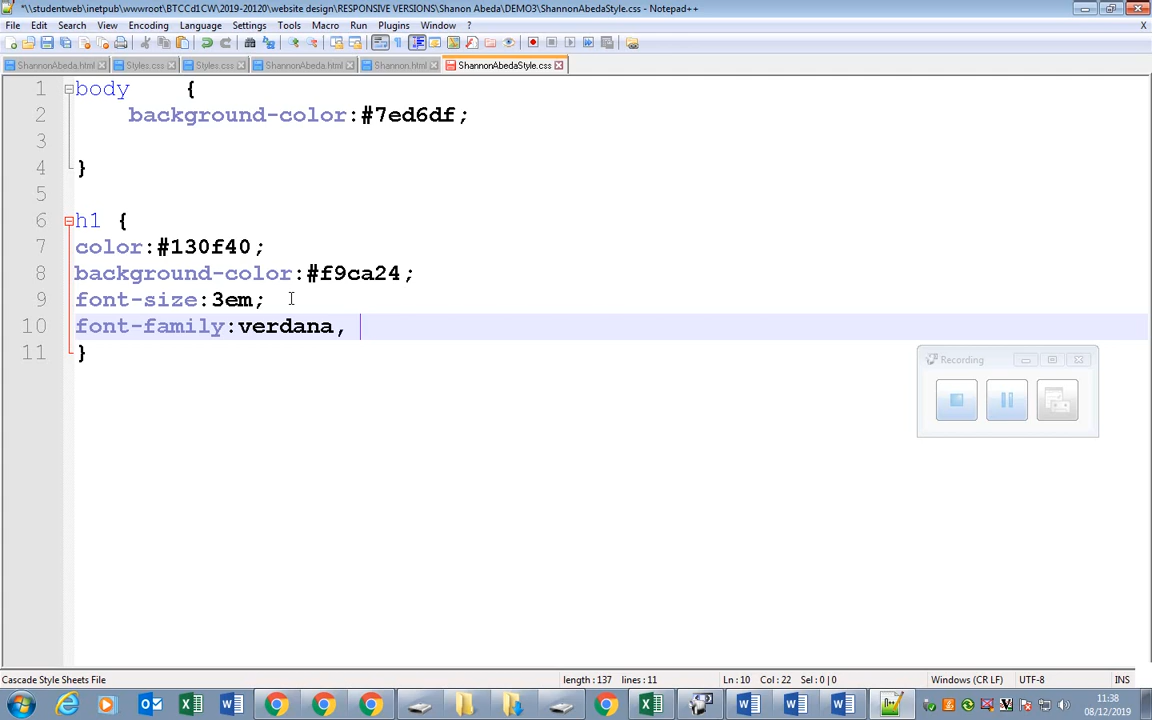 *\\studentweb\inetpub\wwwroot\BTCCd1CW\2019-20120\website design\RESPONSIVE VERSIONS\Shanon Abeda\DEMO3\ShannonAbedaStyle.css - Notepad++
File Edit Search View Encoding Language Settings Tools Macro Run Plugins Window ? X
ShannonAbeda.html Styles.css Styles.css ShannonAbeda.html Shannon.html ShannonAbedaStyle.css
1 body {
2 background-color:#7ed6df;
3
4 }
5
6 h1 {
7 color:#130f40;
8 background-color:#f9ca24;
9 font-size:3em;
10 font-family:verdana,
11 }
Recording
Cascade Style Sheets File length : 137 lines : 11 Ln : 10 Col : 22 Sel : 0 | 0 Windows (CR LF) UTF-8 INS
11:38
08/12/2019